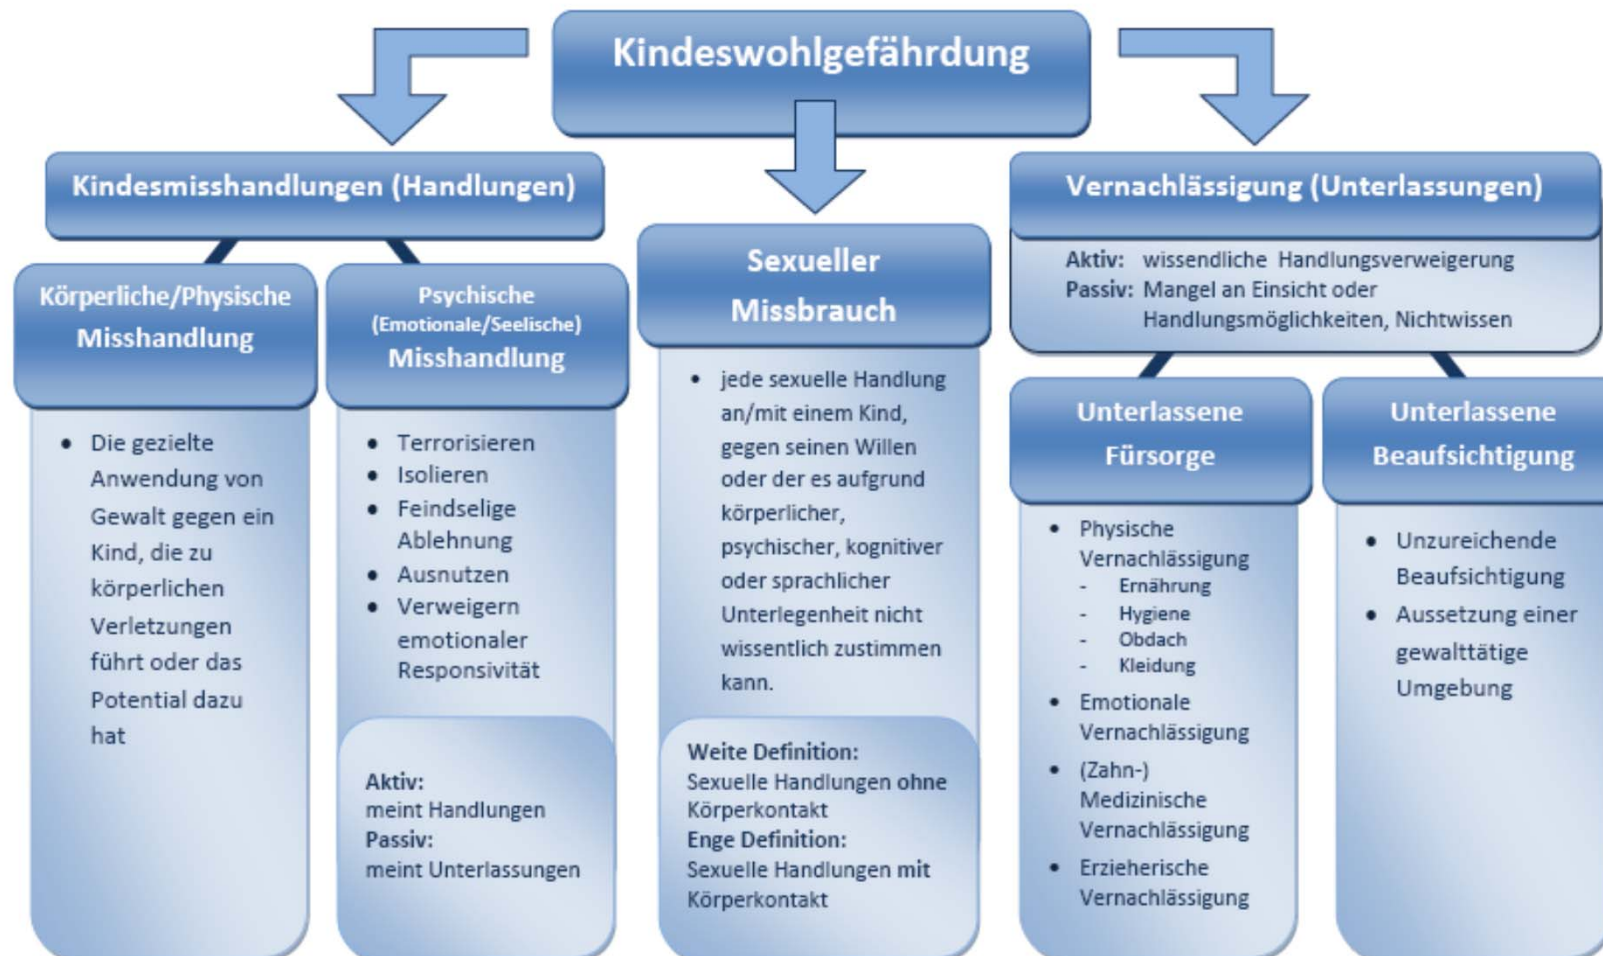 Kindeswohlgefährdung
Kindesmisshandlungen (Handlungen)
Körperliche/Physische
Misshandlung
• Die gezielte
Anwendung von
Gewalt gegen ein
Kind, die zu
körperlichen
Verletzungen
führt oder das
Potential dazu
hat
Psychische
(Emotionale/Seelische)
Misshandlung
• Terrorisieren
• Isolieren
• Feindselige
Ablehnung
• Ausnutzen
• Verweigern
emotionaler
Responsivität
Aktiv:
meint Handlungen
Passiv:
meint Unterlassungen
Sexueller
Missbrauch
• jede sexuelle Handlung
an/mit einem Kind,
gegen seinen Willen
oder der es aufgrund
körperlicher,
psychischer, kognitiver
oder sprachlicher
Unterlegenheit nicht
wissentlich zustimmen
kann.
Weite Definition:
Sexuelle Handlungen ohne
Körperkontakt
Enge Definition:
Sexuelle Handlungen mit
Körperkontakt
Vernachlässigung (Unterlassungen)
Aktiv: wissendliche Handlungsverweigerung
Passiv: Mangel an Einsicht oder
Handlungsmöglichkeiten, Nichtwissen
Unterlassene
Fürsorge
• Physische
Vernachlässigung
- Ernährung
- Hygiene
- Obdach
- Kleidung
• Emotionale
Vernachlässigung
• (Zahn-)
Medizinische
Vernachlässigung
• Erzieherische
Vernachlässigung
Unterlassene
Beaufsichtigung
• Unzureichende
Beaufsichtigung
• Aussetzung einer
gewalttätige
Umgebung